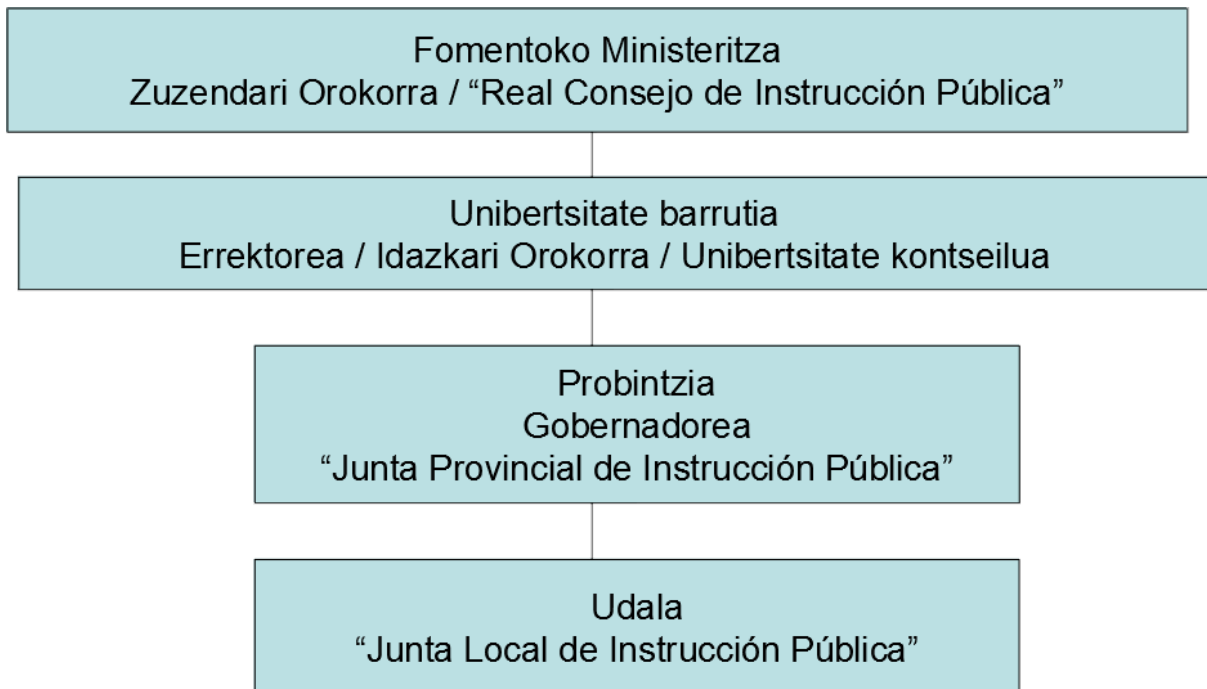 Fomentoko Ministeritza
Zuzendari Orokorra / “Real Consejo de Instrucción Pública”
Unibertsitate barrutia
Errektorea / Idazkari Orokorra / Unibertsitate kontseilua
Probintzia
Gobernadorea
“Junta Provincial de Instrucción Pública”
Udala
“Junta Local de Instrucción Pública”